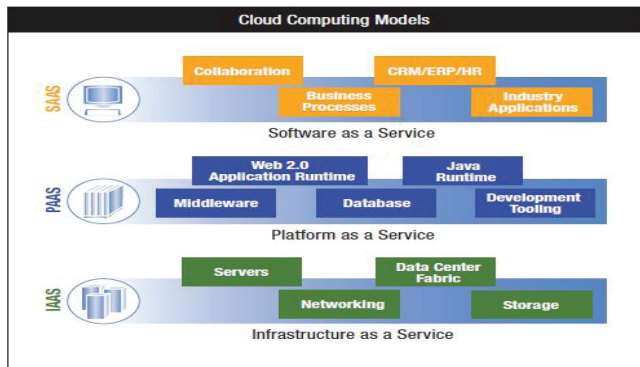 Cloud Computing Models
SAAS
Collaboration
CRM/ERP/HR
Business
Processes
Industry
Applications
Software as a Service
PAAS
Web 2.0
Application Runtime
Java
Runtime
Middleware
Database
Development
Tooling
Platform as a Service
IAAS
Servers
Data Center
Fabric
Networking
Storage
Infrastructure as a Service